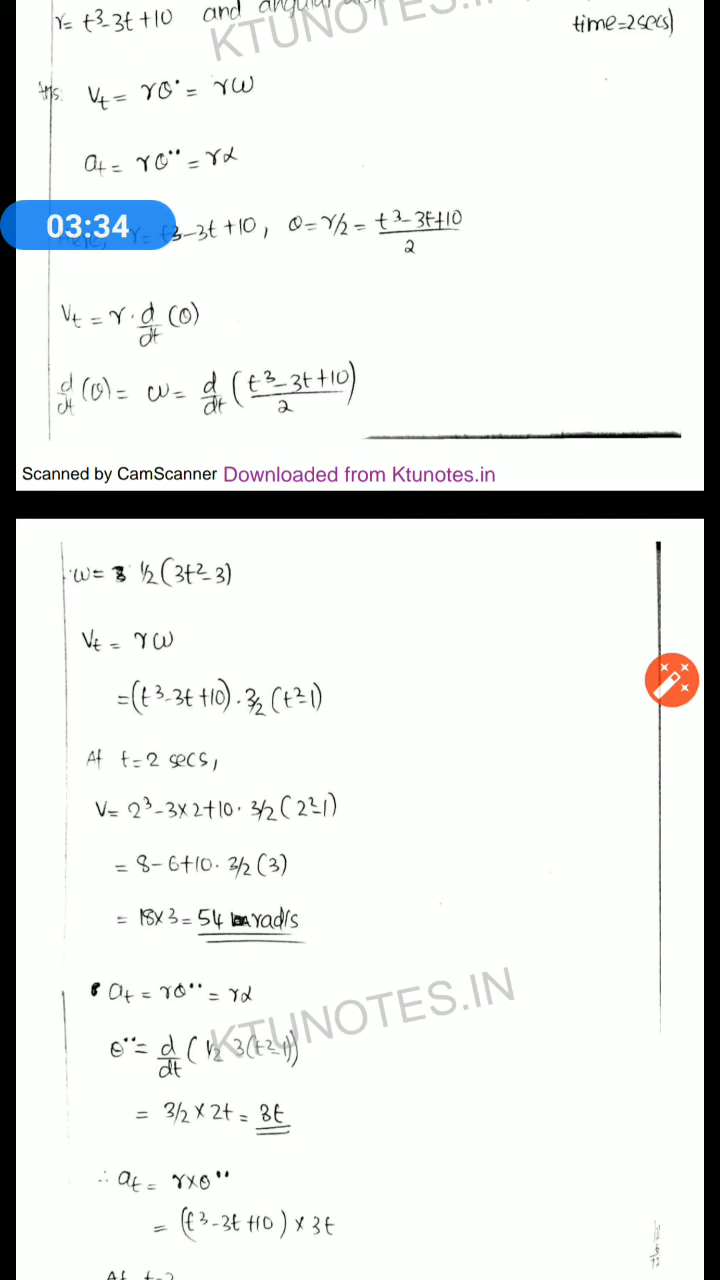 r= t³-3t+10 and angular
time=2secs)
KTUNOTES.IN
Ans: Vt = rθ˙ = rω
at = rθ¨ = rα
03:34
r= t³-3t+10, θ=r/2 = t³-3t+10 / 2
Vt = r. d/dt (θ)
d/dt (θ) = ω = d/dt (t³-3t+10 / 2)
Scanned by CamScanner Downloaded from Ktunotes.in
ω= 1/2 (3t²-3)
Vt = rω
=(t³-3t+10). 3/2 (t²-1)
At t=2 secs,
V= 2³-3x2+10. 3/2 (2²-1)
= 8-6+10. 3/2 (3)
= 18x3 = 54 rad/s
at = rθ¨ = rα
KTUNOTES.IN
θ¨= d/dt (1/2 3(t²-1))
= 3/2 x 2t = 3t
∴ at = rxθ¨
= (t³-3t+10) x 3t
At t=2